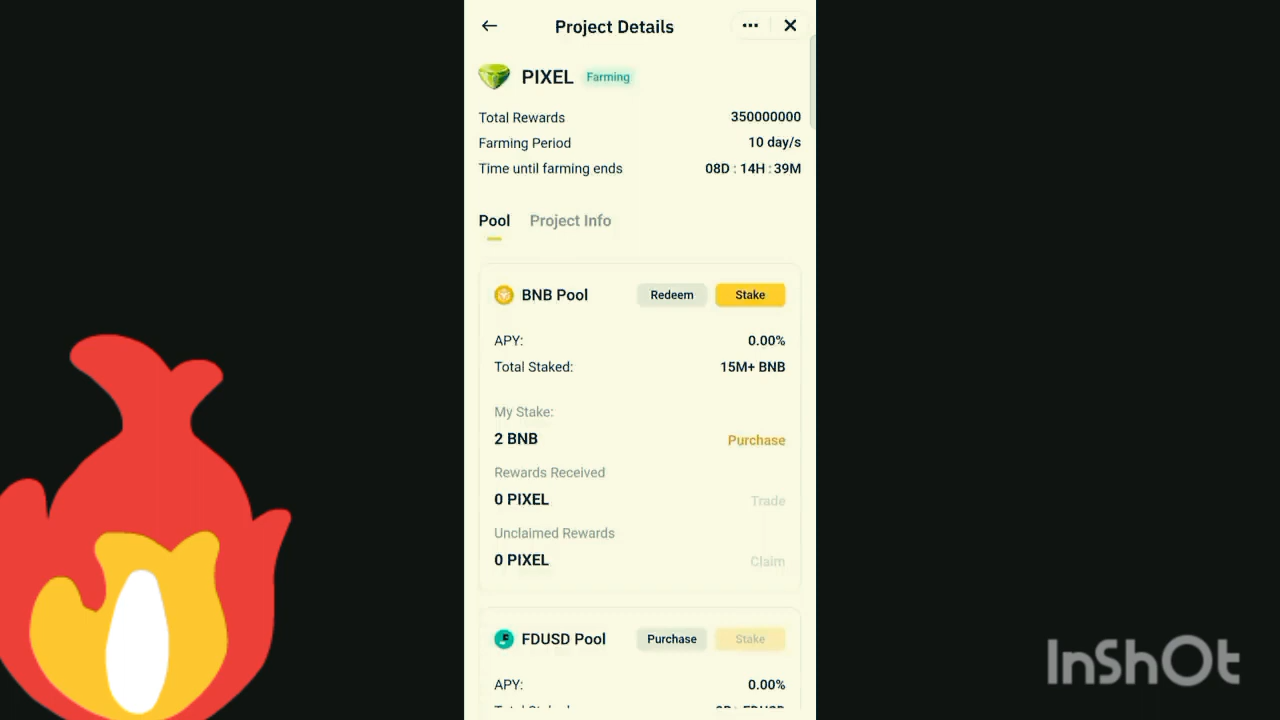 Project Details
PIXEL Farming
Total Rewards 350000000
Farming Period 10 day/s
Time until farming ends 08D : 14H : 39M
Pool Project Info
BNB Pool Redeem Stake
APY: 0.00%
Total Staked: 15M+ BNB
My Stake:
2 BNB Purchase
Rewards Received
0 PIXEL Trade
Unclaimed Rewards
0 PIXEL Claim
FDUSD Pool Purchase Stake
APY: 0.00%
InShOt